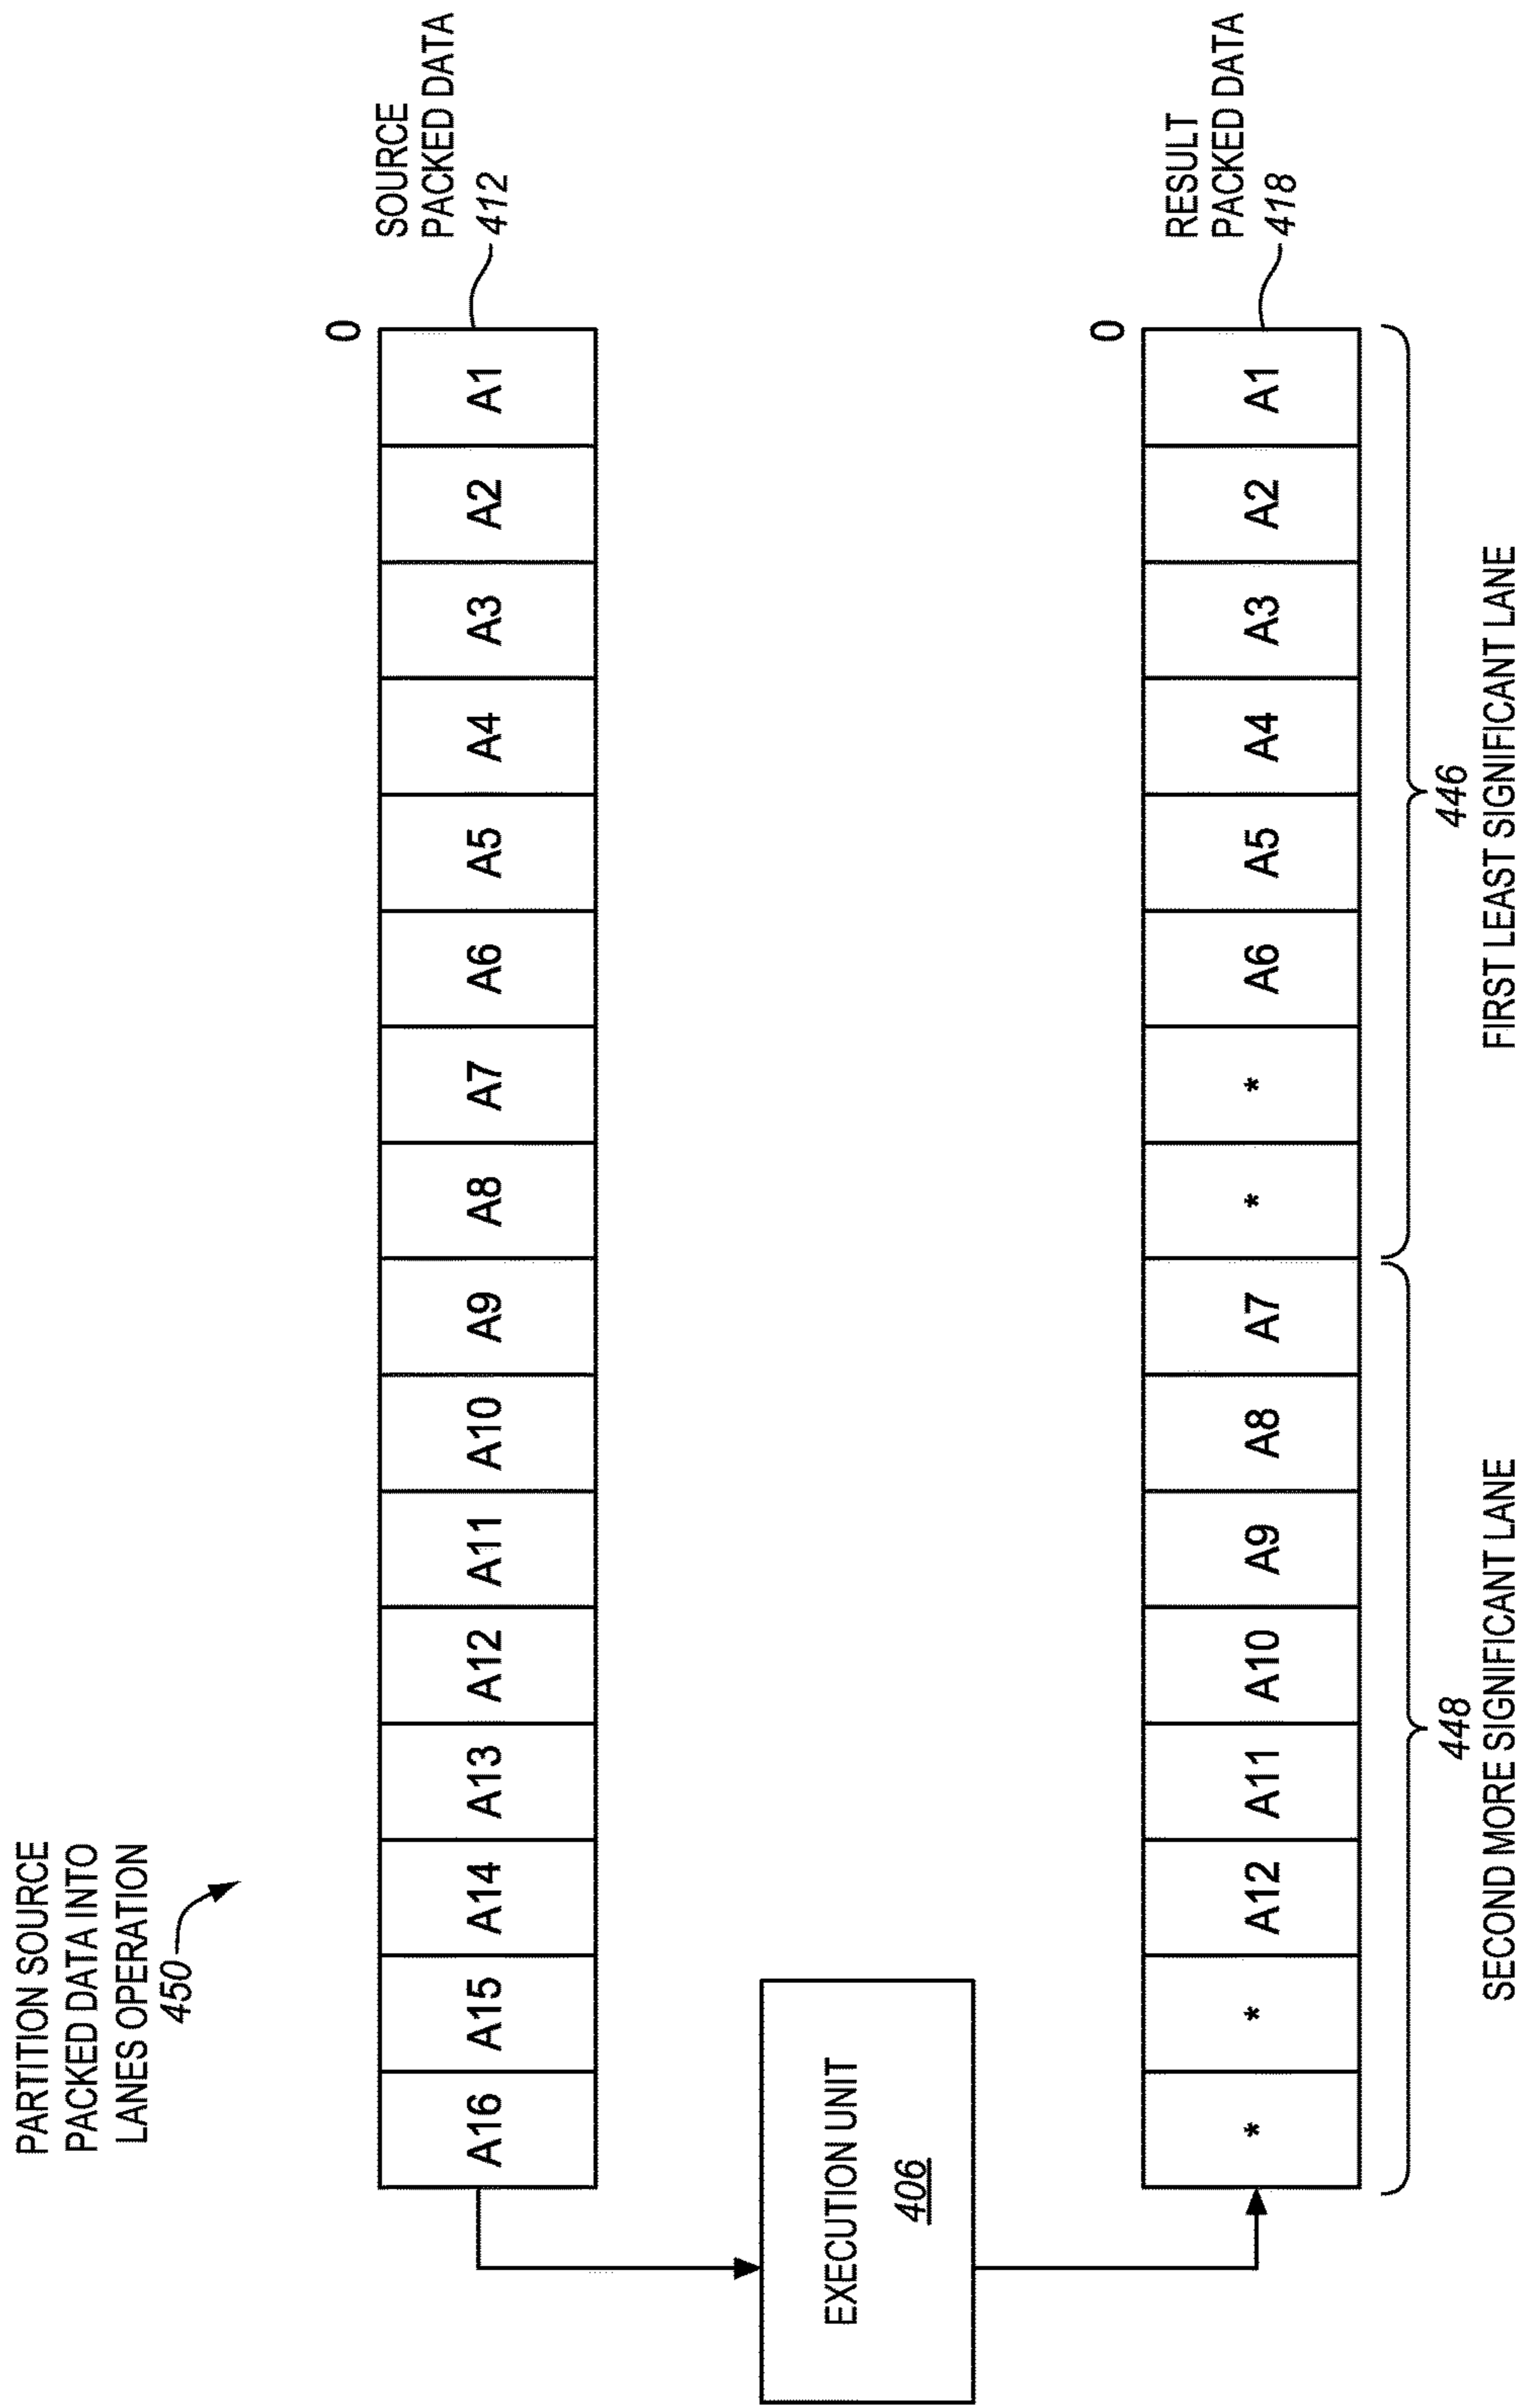 PARTITION SOURCE
PACKED DATA INTO
LANES OPERATION
450
SOURCE
PACKED DATA
412
0
A16 A15 A14 A13 A12 A11 A10 A9 A8 A7 A6 A5 A4 A3 A2 A1
EXECUTION UNIT
406
RESULT
PACKED DATA
418
0
* * A12 A11 A10 A9 A8 A7 * * A6 A5 A4 A3 A2 A1
448
SECOND MORE SIGNIFICANT LANE
446
FIRST LEAST SIGNIFICANT LANE